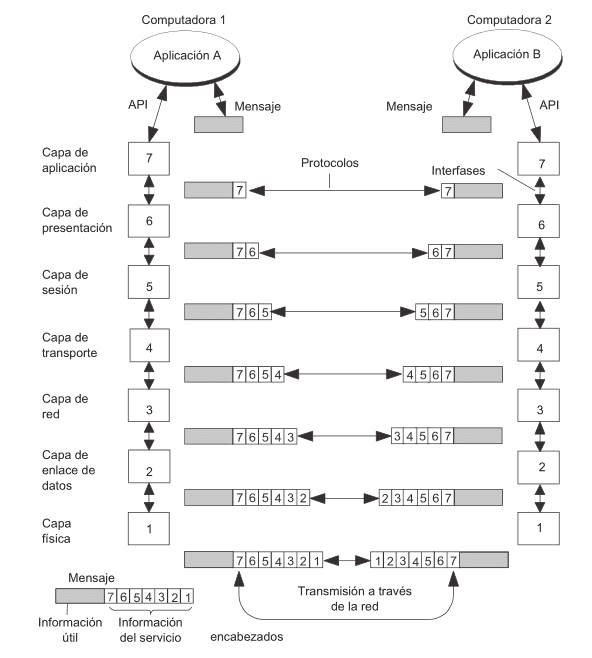 Computadora 1
Computadora 2
Aplicación A
Aplicación B
API
Mensaje
Mensaje
API
Capa de
aplicación
7
Protocolos
Interfases
7
7
7
Capa de
presentación
6
7 6
6 7
6
Capa de
sesión
5
7 6 5
5 6 7
5
Capa de
transporte
4
7 6 5 4
4 5 6 7
4
Capa de
red
3
7 6 5 4 3
3 4 5 6 7
3
Capa de
enlace de
datos
2
7 6 5 4 3 2
2 3 4 5 6 7
2
Capa
física
1
7 6 5 4 3 2 1
1 2 3 4 5 6 7
1
Mensaje
7 6 5 4 3 2 1
Transmisión a través
de la red
Información
útil
Información
del servicio
encabezados